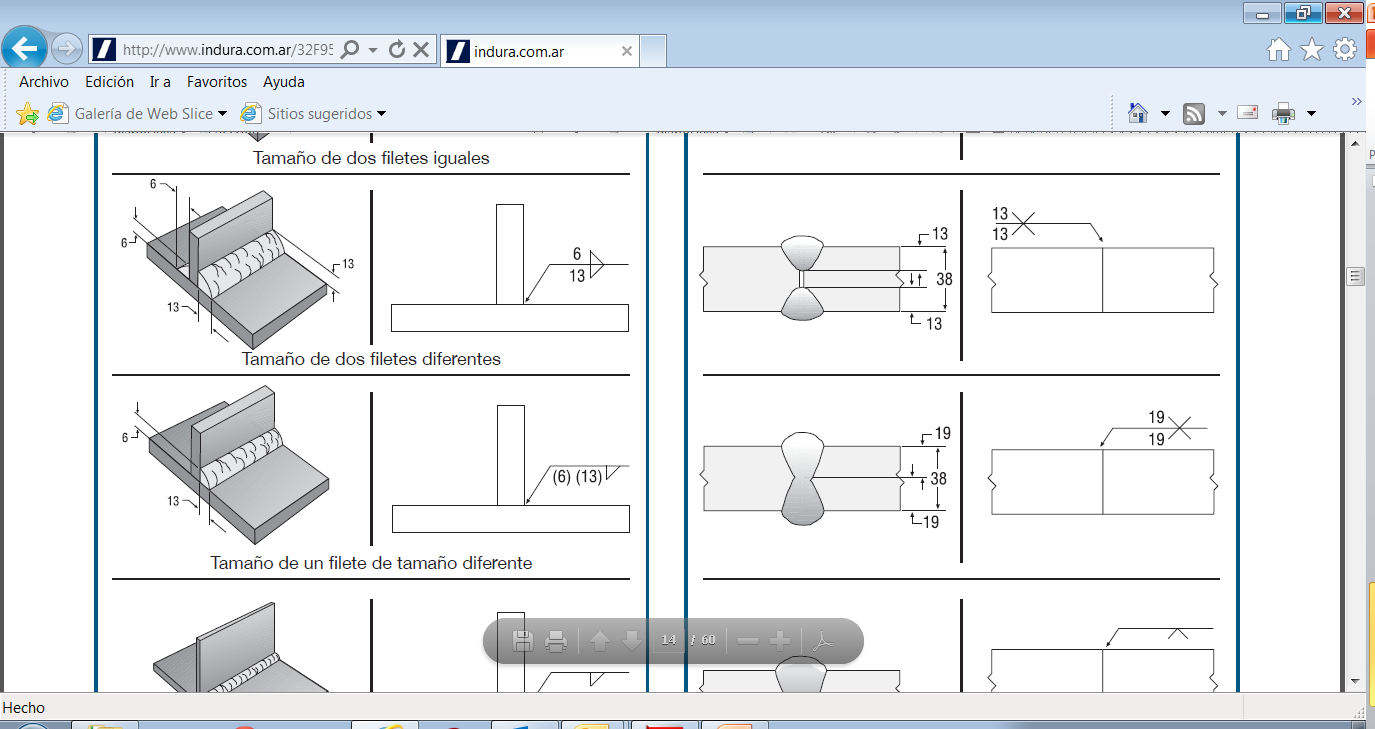 http://www.indura.com.ar/32F95
indura.com.ar
Archivo Edición Ir a Favoritos Ayuda
Galería de Web Slice Sitios sugeridos
Tamaño de dos filetes iguales
6
6
13
13
6
13
Tamaño de dos filetes diferentes
6
13
(6) (13)
Tamaño de un filete de tamaño diferente
13
38
13
13
13
19
38
19
19
19
14 / 60
Hecho